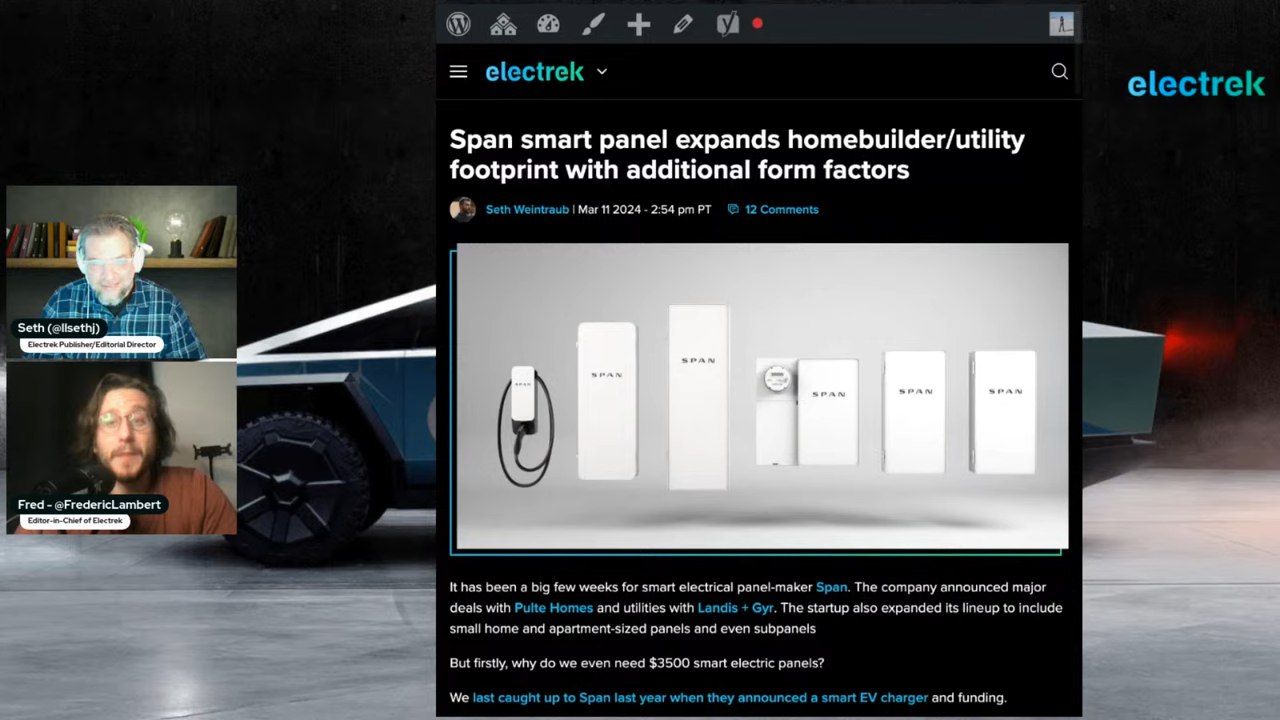 electrek
electrek
Span smart panel expands homebuilder/utility
footprint with additional form factors
Seth Weintraub | Mar 11 2024 - 2:54 pm PT 12 Comments
SPAN
SPAN
SPAN
SPAN
SPAN
SPAN
Seth (@llsethj)
Electrek Publisher/Editorial Director
Fred - @FredericLambert
Editor-in-Chief of Electrek
It has been a big few weeks for smart electrical panel-maker Span. The company announced major
deals with Pulte Homes and utilities with Landis + Gyr. The startup also expanded its lineup to include
small home and apartment-sized panels and even subpanels
But firstly, why do we even need $3500 smart electric panels?
We last caught up to Span last year when they announced a smart EV charger and funding.